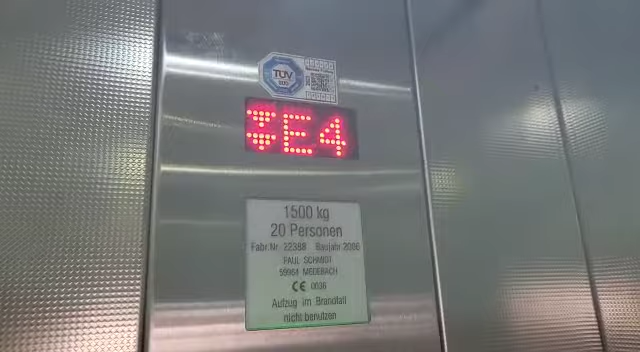 TÜV
SÜD
E4
1500 kg
20 Personen
Fabr.Nr. 22388 Baujahr 2006
PAUL SCHMIDT
59964 MEDEBACH
CE 0036
Aufzug im Brandfall
nicht benutzen